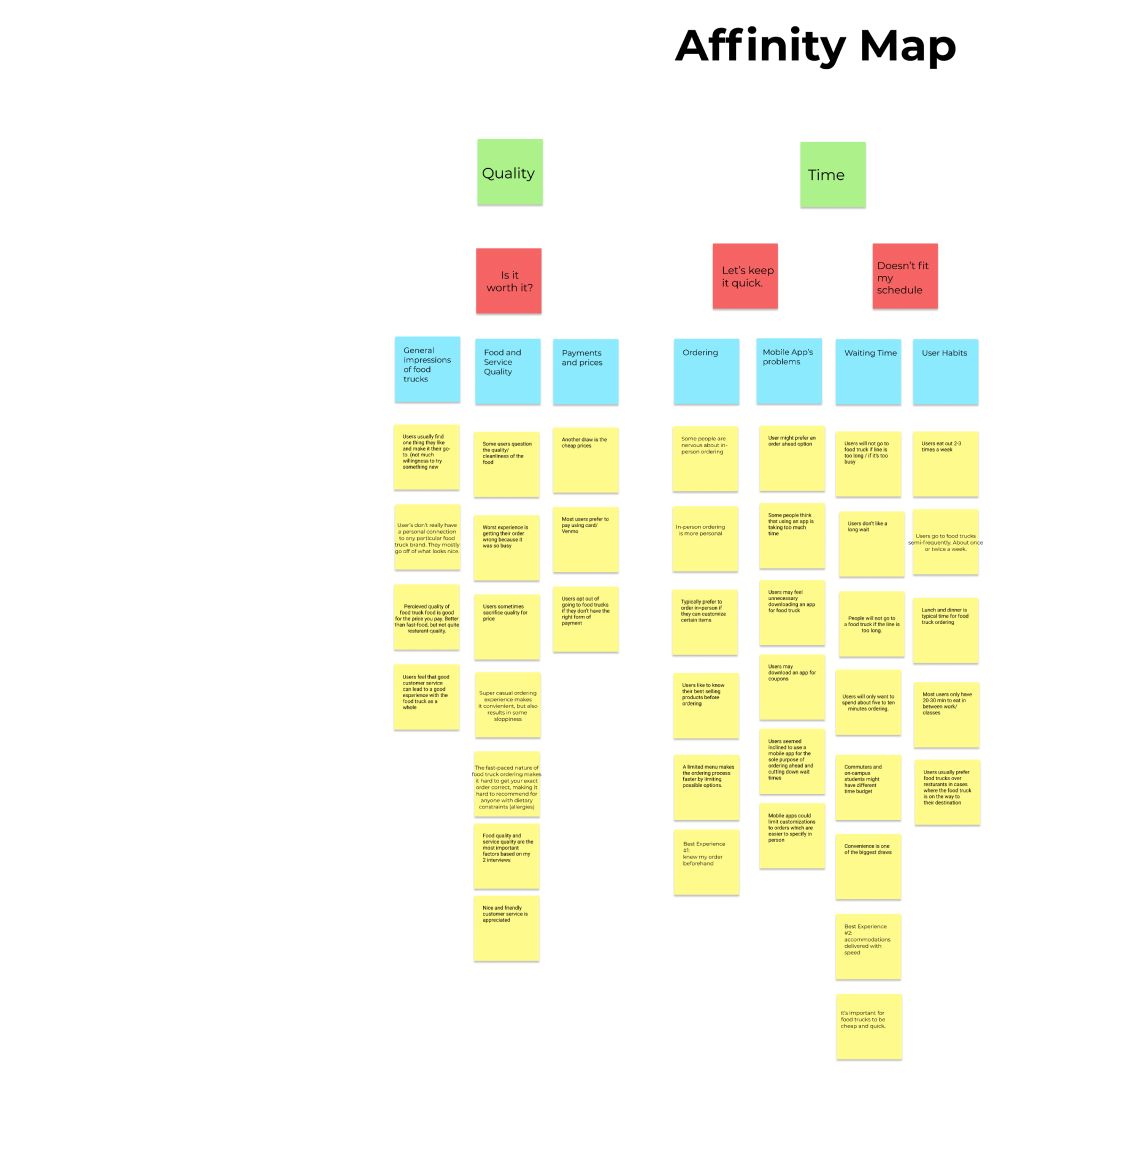 Affinity Map
Quality
Time
Is it
worth it?
Let's keep
it quick.
Doesn't fit
my
schedule
General
impressions
of food
trucks
Food and
Service
Quality
Payments
and prices
Ordering
Mobile App's
problems
Waiting Time
User Habits
Users usually find
one thing they like
and make it their go-
to. (not much
willingness to try
something new
User's don't really have
a personal connection
to any particular food
truck brand. They mostly
go off of what looks nice.
Percieved quality of
food truck food is good
for the price you pay. Better
than fast-food, but not quite
resturant-quality.
Users feel that good
customer service
can lead to a good
experience with the
food truck as a
whole
Some users question
the quality/
cleanliness of the
food
Worst experience is
getting their order
wrong because it
was so busy
Users sometimes
sacrifice quality for
price
Super casual ordering
experience makes
it convienient, but also
results in some
sloppiness
The fast-paced nature of
food truck ordering makes
it hard to get your exact
order correct, making it
hard to recommend for
anyone with dietary
constraints (allergies)
Food quality and
service quality are the
most important
factors based on my
2 interviews
Nice and friendly
customer service is
appreciated
Another draw is the
cheap prices
Most users prefer to
pay using card/
Venmo
Users opt out of
going to food trucks
if they don't have the
right form of
payment
Some people are
nervous about in-
person ordering
In-person ordering
is more personal
Typically prefer to
order in-person if
they can customize
certain items
Users like to know
their best selling
products before
ordering
A limited menu makes
the ordering process
faster by limiting
possible options.
Best Experience
#1:
knew my order
beforehand
User might prefer an
order ahead option
Some people think
that using an app is
taking too much
time
Users may feel
unnecessary
downloading an app
for food truck
Users may
download an app for
coupons
Users seemed
inclined to use a
mobile app for the
sole purpose of
ordering ahead and
cutting down wait
times
Mobile apps could
limit customizations
to orders which are
easier to specify in
person
Users will not go to
food truck if line is
too long / if it's too
busy
Users don't like a
long wait
People will not go to
a food truck if the line is
too long.
Users will only want to
spend about five to ten
minutes ordering.
Commuters and
on-campus
students might
have different
time budget
Convenience is one
of the biggest draws
Best Experience
#2:
accommodations
delivered with
speed
It's important for
food trucks to be
cheap and quick.
Users eat out 2-3
times a week
Users go to food trucks
semi-frequently. About once
or twice a week.
Lunch and dinner is
typical time for food
truck ordering
Most users only have
20-30 min to eat in
between work/
classes
Users usually prefer
food trucks over
resturants in cases
where the food truck
is on the way to
their destination